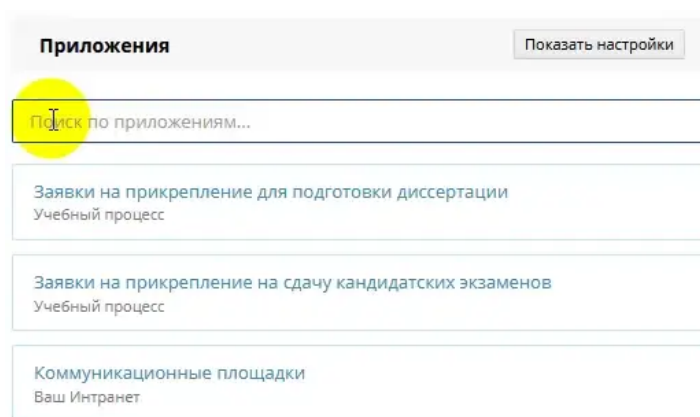 Приложения
Показать настройки
Поиск по приложениям...
Заявки на прикрепление для подготовки диссертации
Учебный процесс
Заявки на прикрепление на сдачу кандидатских экзаменов
Учебный процесс
Коммуникационные площадки
Ваш Интранет